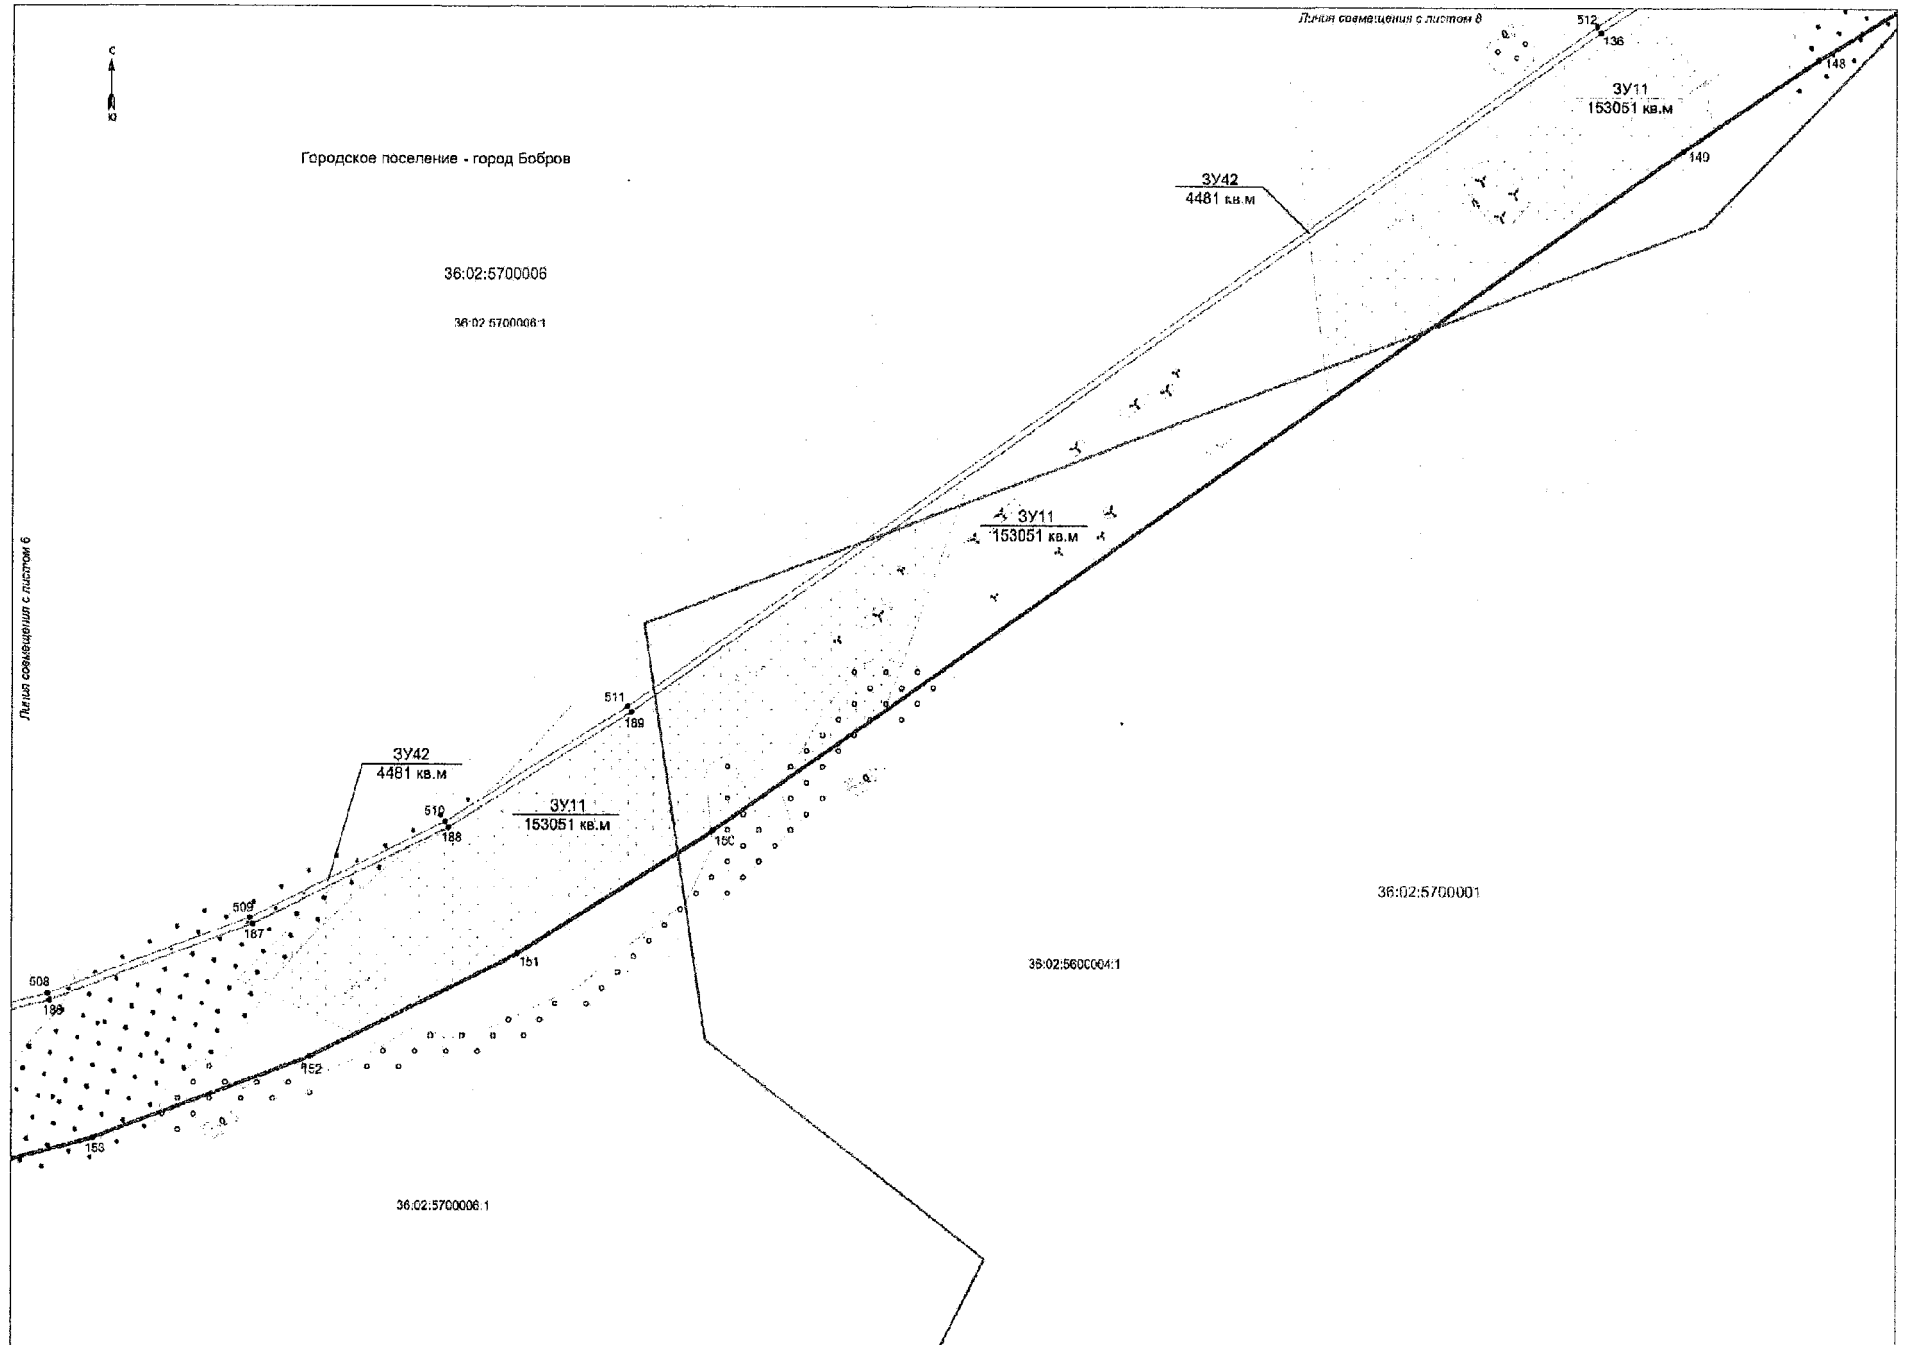 Линия совмещения с листом 8
512
136
С
148
ЗУ11
153051 кв.м
Городское поселение - город Бобров
149
ЗУ42
4481 кв.м
36:02:5700006
36:02:5700006:1
ЗУ11
153051 кв.м
Линия совмещения с листом 6
511
189
ЗУ42
4481 кв.м
510
188
ЗУ11
153051 кв.м
150
36:02:5700001
509
187
151
36:02:5600004:1
508
186
152
153
36:02:5700006:1